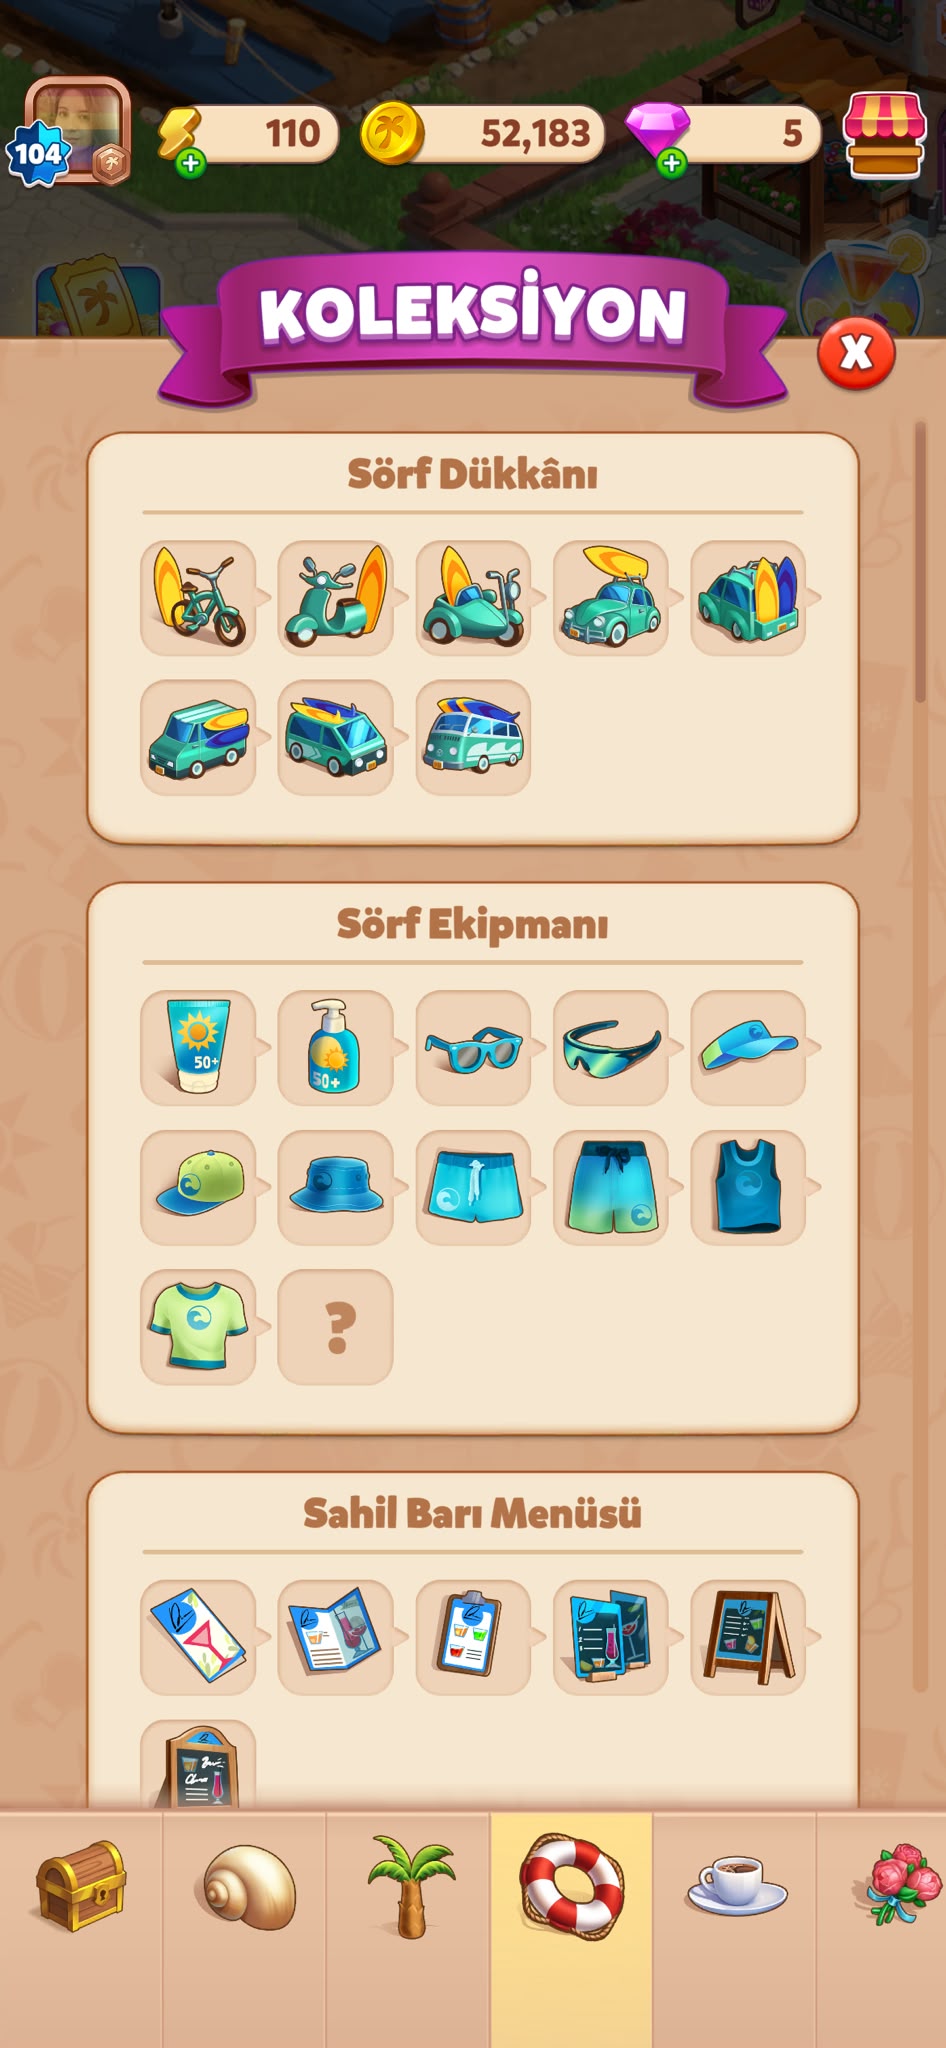 104
110
52,183
5
KOLEKSİYON
X
Sörf Dükkânı
Sörf Ekipmanı
50+
50+
?
Sahil Barı Menüsü